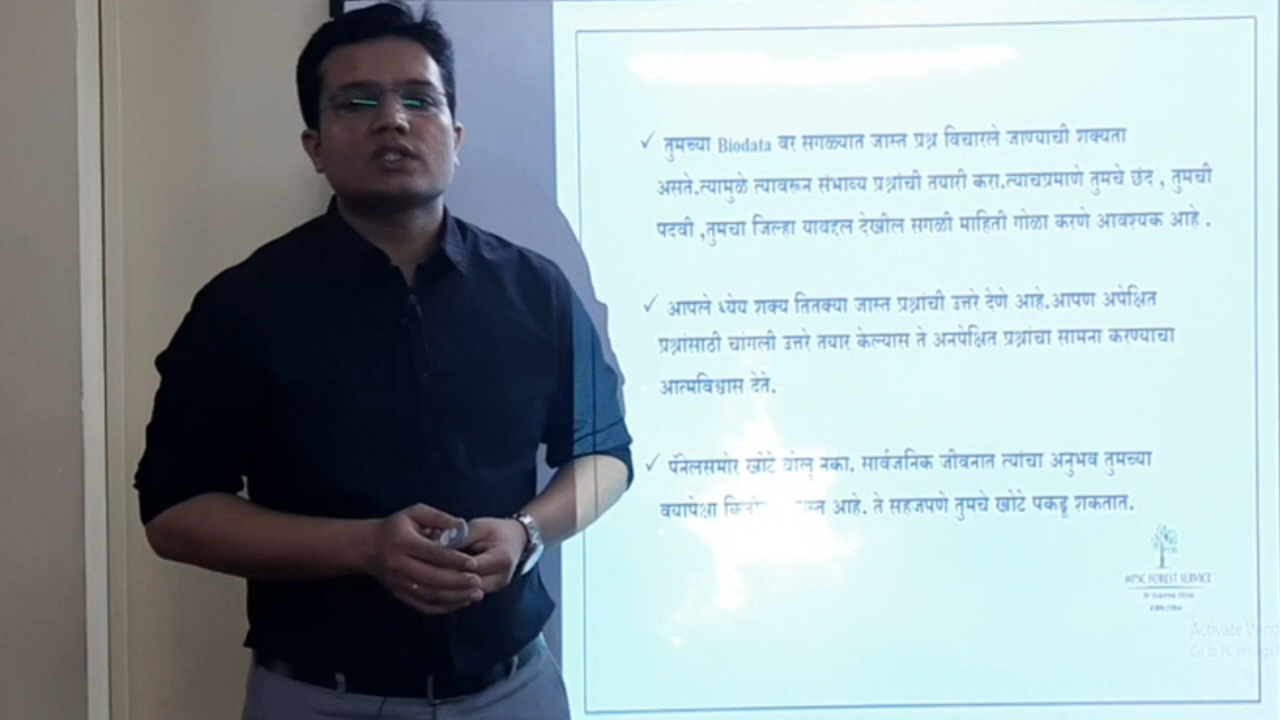 ✓ तुमच्या Biodata वर सगळ्यात जास्त प्रश्न विचारले जाण्याची शक्यता
असते.त्यामुळे त्यावरून संभाव्य प्रश्नांची तयारी करा.त्याचप्रमाणे तुमचे छंद , तुमची
पदवी ,तुमचा जिल्हा याबद्दल देखील सगळी माहिती गोळा करणे आवश्यक आहे .
✓ आपले ध्येय शक्य तितक्या जास्त प्रश्नांची उत्तरे देणे आहे.आपण अपेक्षित
प्रश्नांसाठी चांगली उत्तरे तयार केल्यास ते अनपेक्षित प्रश्नांचा सामना करण्याचा
आत्मविश्वास देते.
✓ पॅनेलसमोर खोटे बोलू नका. सार्वजनिक जीवनात त्यांचा अनुभव तुमच्या
वयापेक्षा आहे. ते सहजपणे तुमचे खोटे पकडू शकतात.
MPSC FOREST SERVICE
Activate
Go to PC